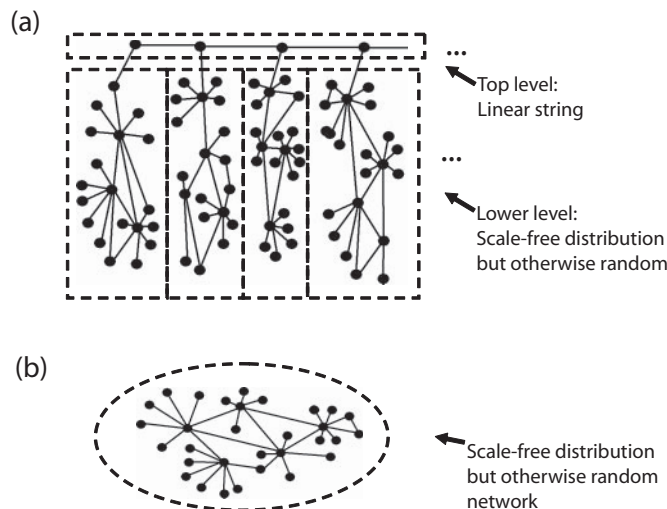 (a)
...
Top level:
Linear string
...
Lower level:
Scale-free distribution
but otherwise random
(b)
Scale-free distribution
but otherwise random
network